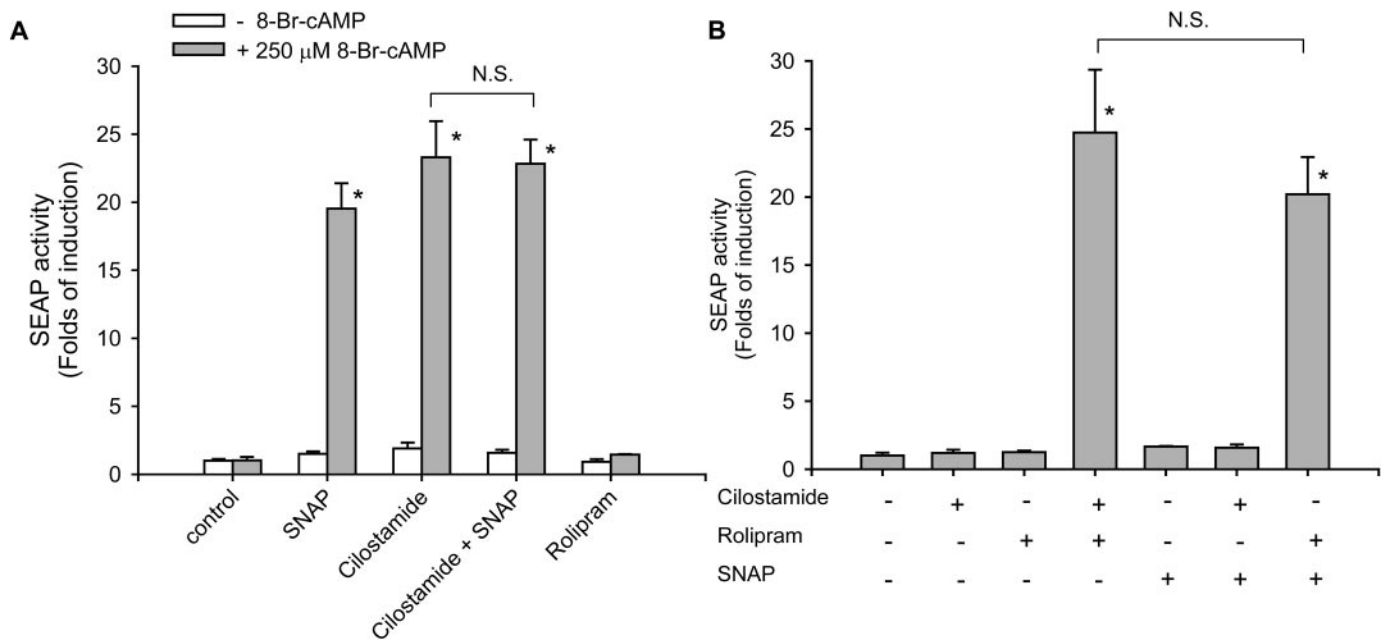 A
- 8-Br-cAMP
+ 250 μM 8-Br-cAMP
SEAP activity
(Folds of induction)
30
25
20
15
10
5
0
N.S.
*
*
*
control
SNAP
Cilostamide
Cilostamide + SNAP
Rolipram
B
SEAP activity
(Folds of induction)
30
25
20
15
10
5
0
N.S.
*
*
Cilostamide - + - + - + -
Rolipram - - + + - - +
SNAP - - - - + + +